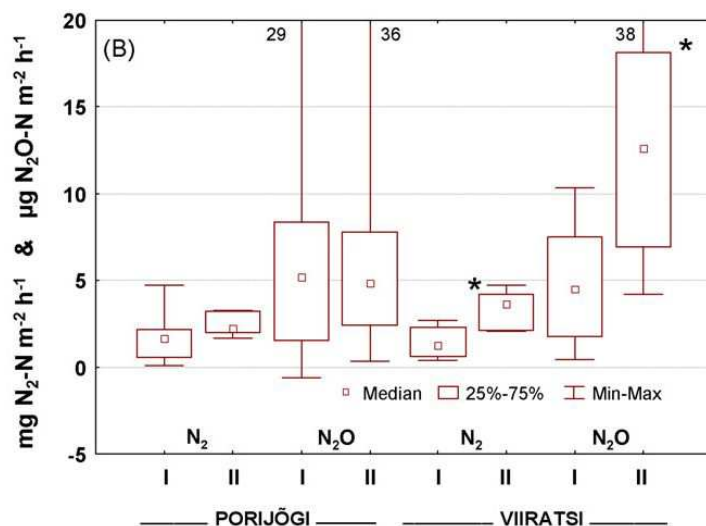 mg N₂-N m⁻² h⁻¹ & µg N₂O-N m⁻² h⁻¹
(B)
29
36
38
*
*
20
15
10
5
0
-5
Median
25%-75%
Min-Max
N₂
N₂O
N₂
N₂O
I II I II I II I II
PORIJÕGI
VIIRATSI